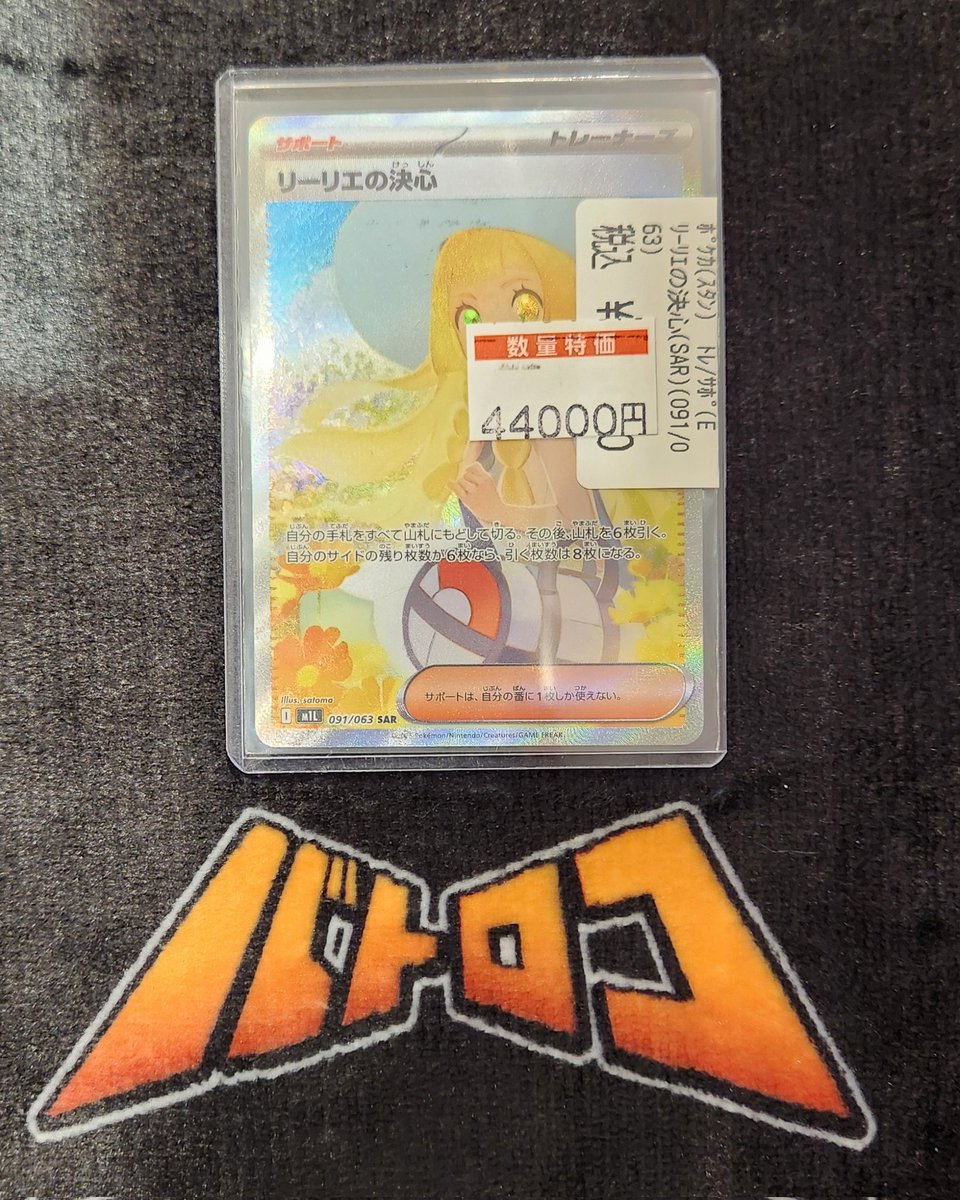 サポート
トレーナーズ
リーリエの決心
ポケカ(スタン) トレ/サポ(E
リーリエの決心(SAR)(091/0
63)
税込 ¥
数量特価
44000円
自分の手札をすべて山札にもどして切る。その後、山札を6枚引く。
自分のサイドの残り枚数が6枚なら、引く枚数は8枚になる。
サポートは、自分の番に1枚しか使えない。
illus. satoma
I M1L 091/063 SAR
Pokémon/Nintendo/Creatures/GAME FREAK.
バトロコ